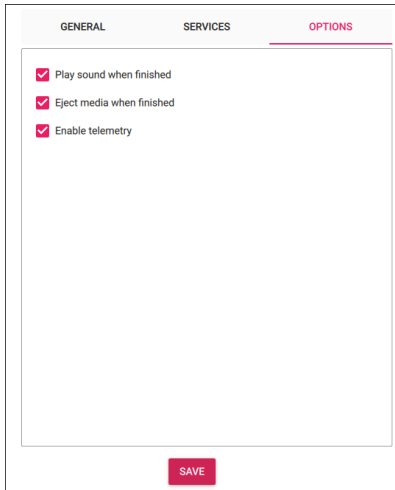 GENERAL SERVICES OPTIONS
Play sound when finished
Eject media when finished
Enable telemetry
SAVE